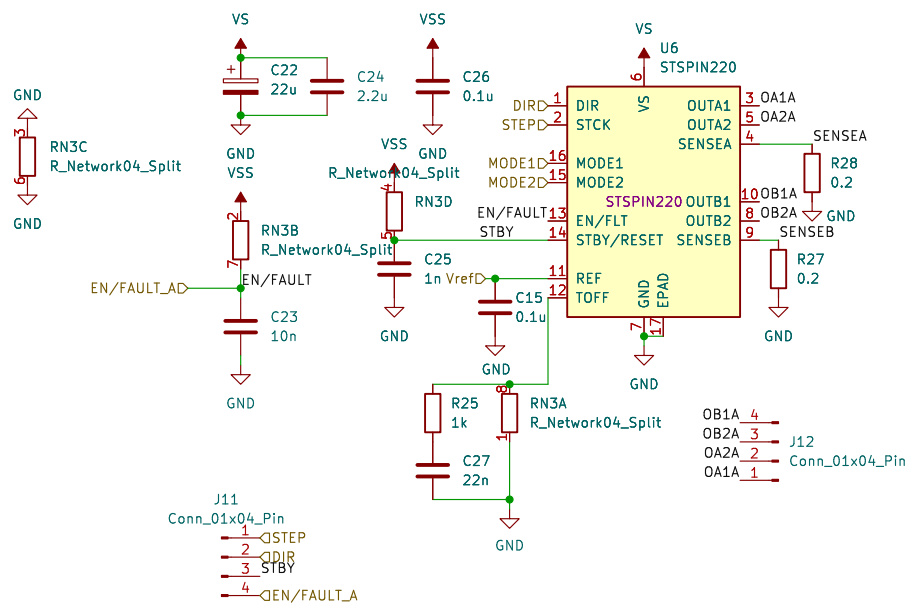 VS
C22
22u
C24
2.2u
GND
VSS
C26
0.1u
GND
GND
3
RN3C
R_Network04_Split
6
GND
VSS
2
RN3B
R_Network04_Split
7
EN/FAULT
EN/FAULT_A
C23
10n
GND
VSS
R_Network04_Split
4
RN3D
5
C25
1n
GND
EN/FAULT
STBY
Vref
C15
0.1u
GND
DIR
STEP
MODE1
MODE2
VS
U6
STSPIN220
6
VS
1 DIR
2 STCK
16 MODE1
15 MODE2
STSPIN220
13 EN/FLT
14 STBY/RESET
11 REF
12 TOFF
OUTA1 3 OA1A
OUTA2 5 OA2A
SENSEA 4 SENSEA
OUTB1 10 OB1A
OUTB2 8 OB2A
SENSEB 9 SENSEB
GND
EPAD
7
17
GND
R28
0.2
GND
R27
0.2
GND
R25
1k
C27
22n
8
RN3A
R_Network04_Split
1
GND
OB1A 4
OB2A 3
OA2A 2
OA1A 1
J12
Conn_01x04_Pin
J11
Conn_01x04_Pin
1 STEP
2 DIR
3 STBY
4 EN/FAULT_A